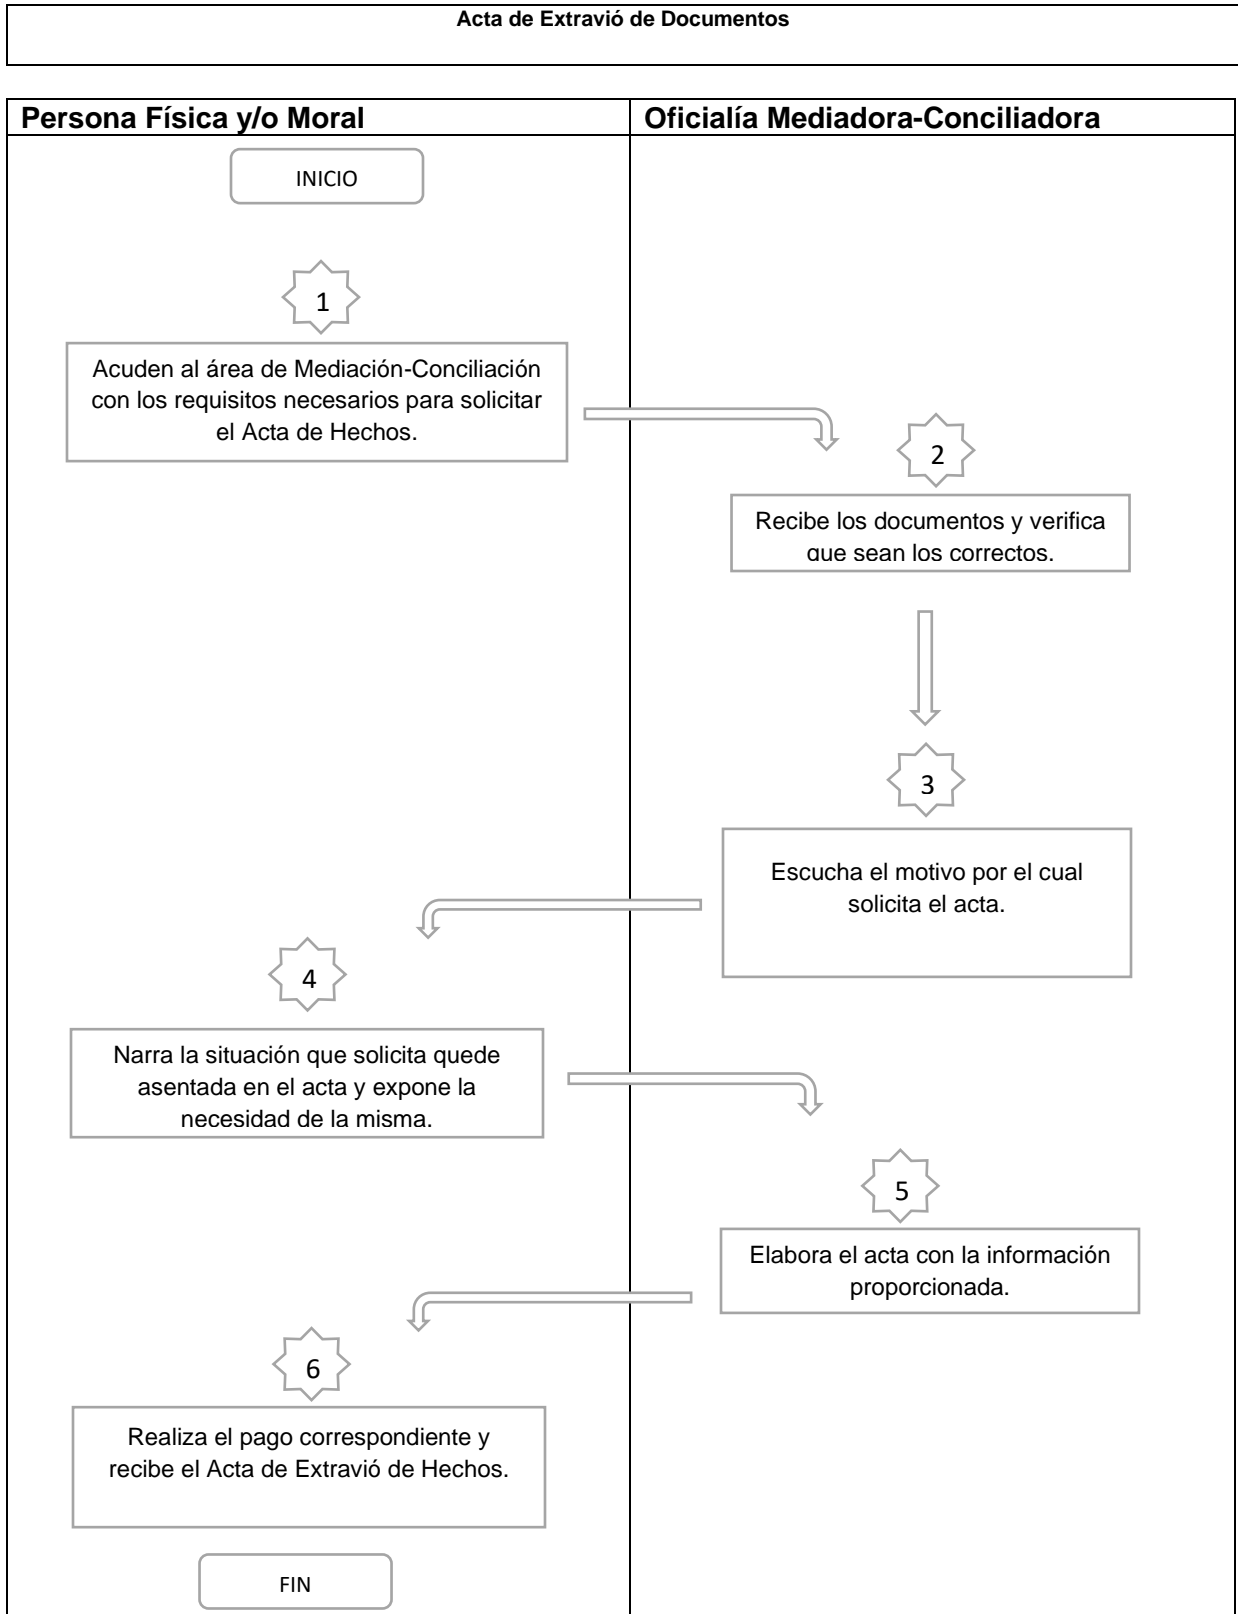 Acta de Extravió de Documentos
Persona Física y/o Moral
Oficialía Mediadora-Conciliadora
INICIO
1
Acuden al área de Mediación-Conciliación
con los requisitos necesarios para solicitar
el Acta de Hechos.
2
Recibe los documentos y verifica
que sean los correctos.
3
Escucha el motivo por el cual
solicita el acta.
4
Narra la situación que solicita quede
asentada en el acta y expone la
necesidad de la misma.
5
Elabora el acta con la información
proporcionada.
6
Realiza el pago correspondiente y
recibe el Acta de Extravió de Hechos.
FIN